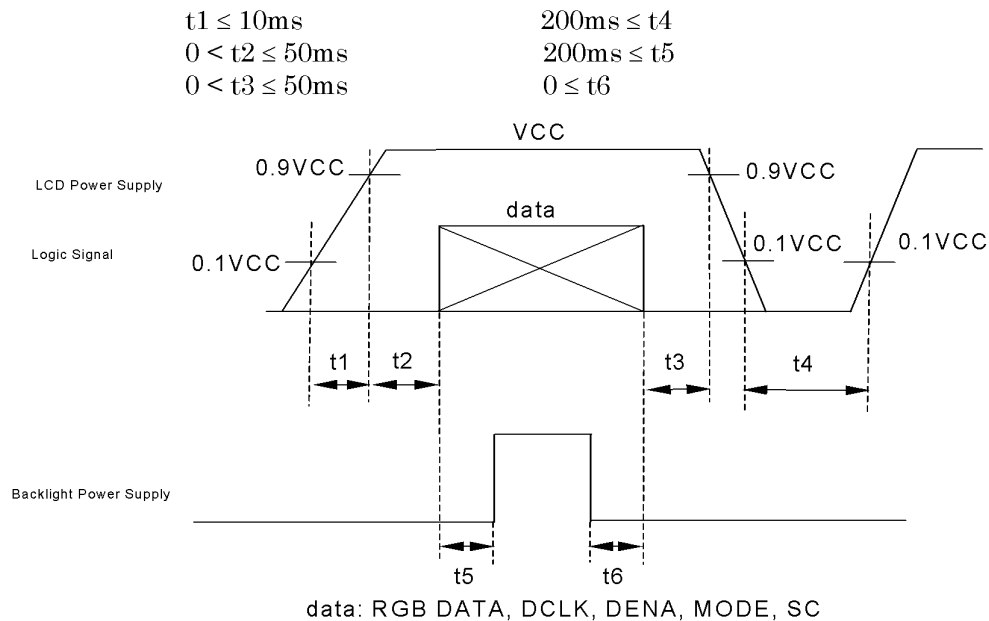 t1 ≤ 10ms
200ms ≤ t4
0 < t2 ≤ 50ms
200ms ≤ t5
0 < t3 ≤ 50ms
0 ≤ t6
VCC
0.9VCC
0.9VCC
LCD Power Supply
data
Logic Signal
0.1VCC
0.1VCC
0.1VCC
t1
t2
t3
t4
Backlight Power Supply
t5
t6
data: RGB DATA, DCLK, DENA, MODE, SC